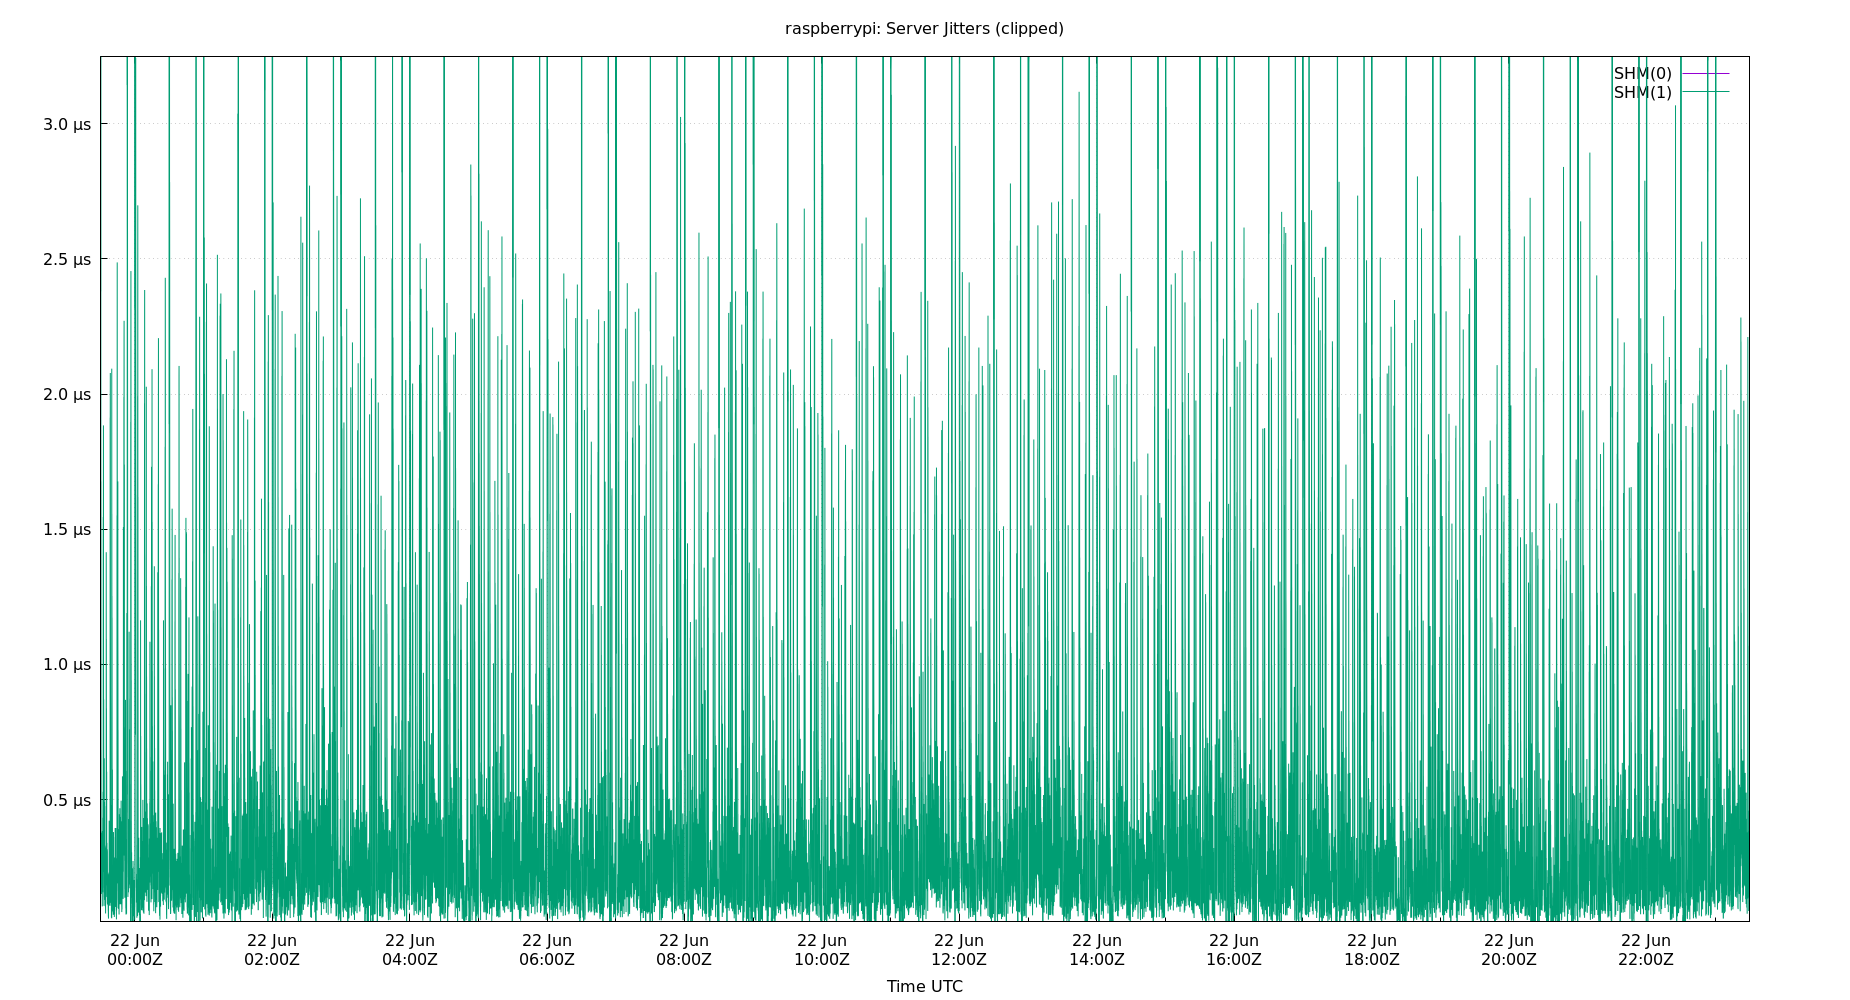 raspberrypi: Server Jitters (clipped)
SHM(0)
SHM(1)
3.0 µs
2.5 µs
2.0 µs
1.5 µs
1.0 µs
0.5 µs
22 Jun 22 Jun 22 Jun 22 Jun 22 Jun 22 Jun 22 Jun 22 Jun 22 Jun 22 Jun 22 Jun 22 Jun
00:00Z 02:00Z 04:00Z 06:00Z 08:00Z 10:00Z 12:00Z 14:00Z 16:00Z 18:00Z 20:00Z 22:00Z
Time UTC